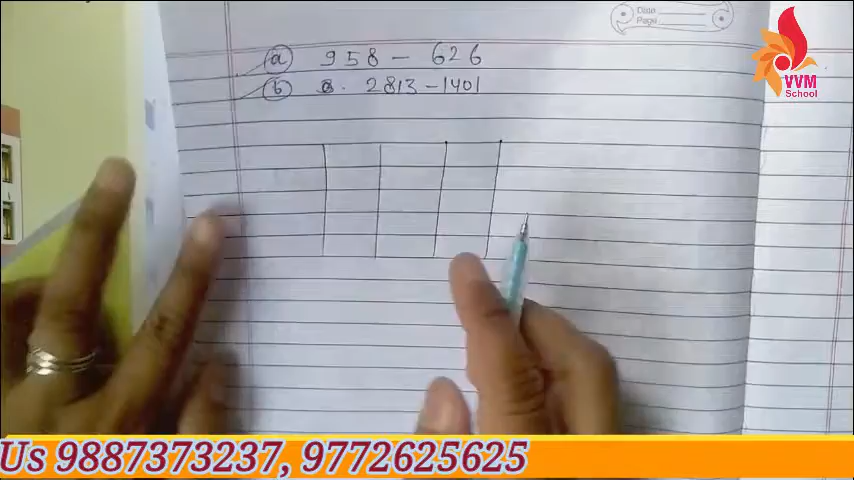 Date
Page
ⓐ 958 - 626
ⓑ 2813 - 1401
VVM
School
Us 9887373237, 9772625625